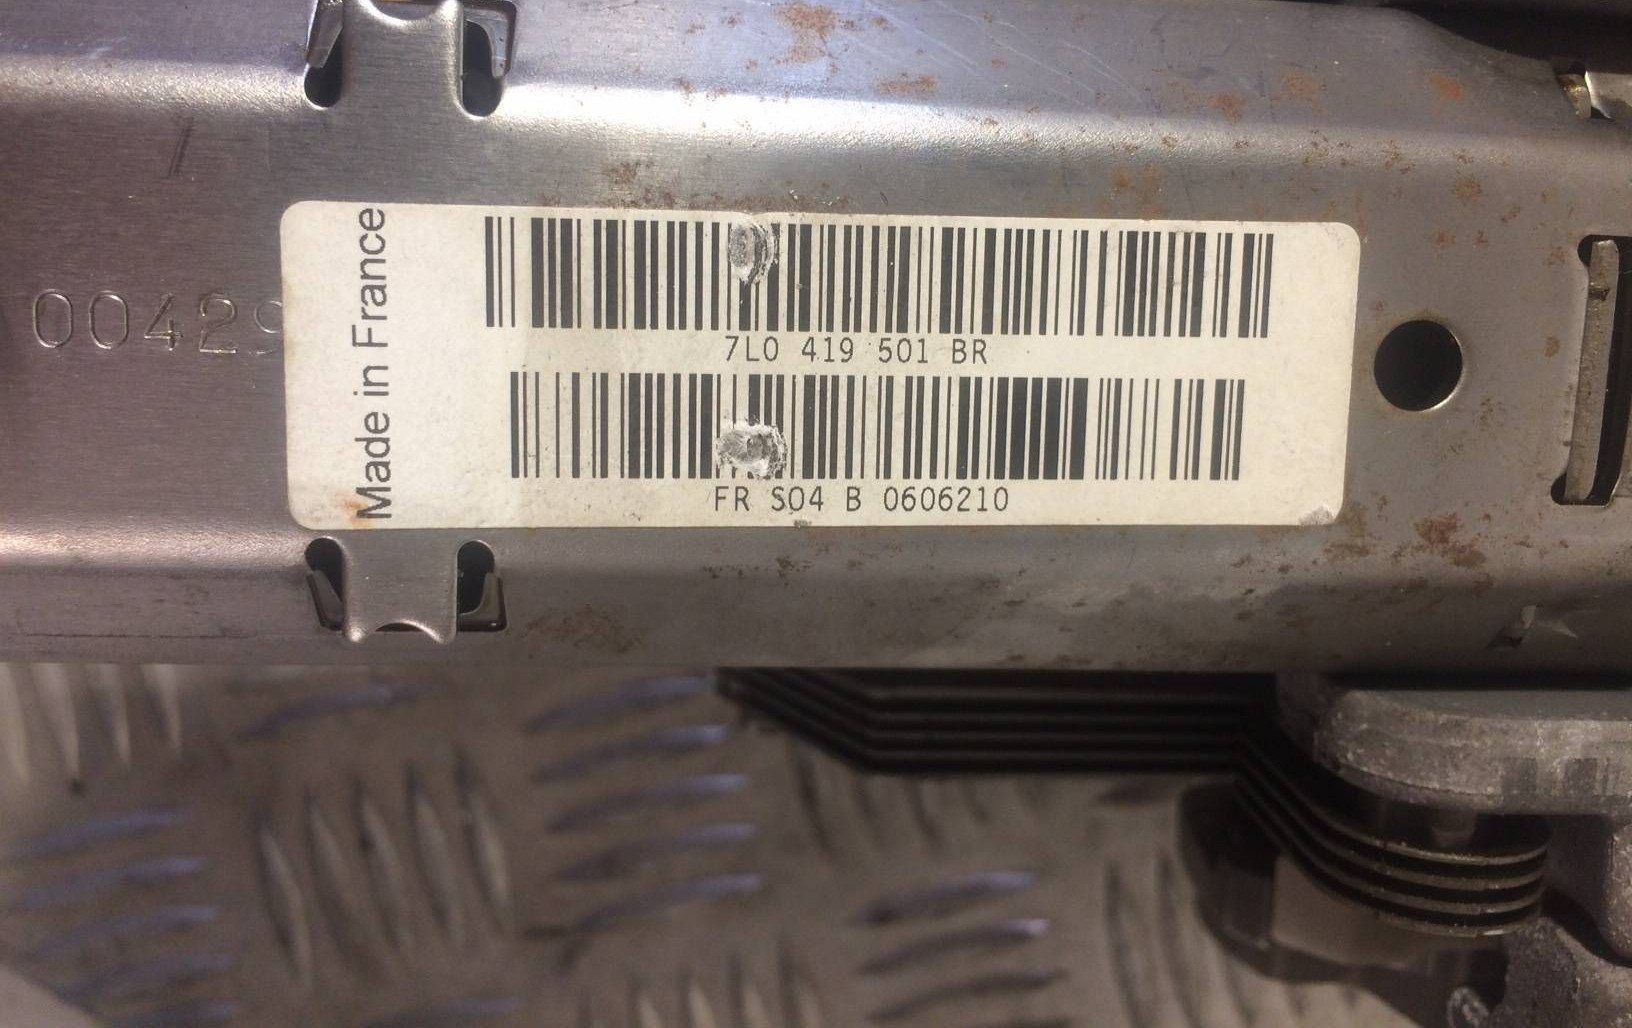 00429
Made in France
7L0 419 501 BR
FR S04 B 0606210